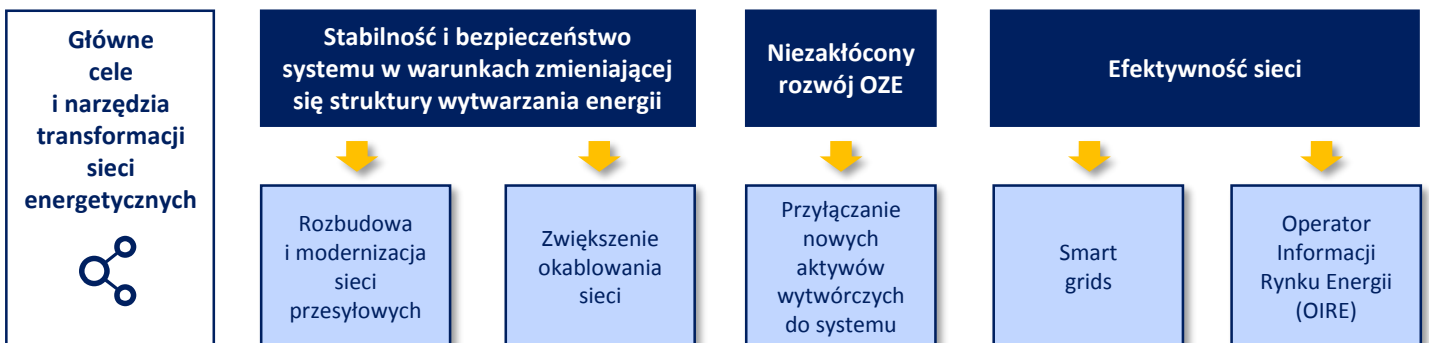 Główne
cele
i narzędzia
transformacji
sieci
energetycznych
Stabilność i bezpieczeństwo
systemu w warunkach zmieniającej
się struktury wytwarzania energii
Niezakłócony
rozwój OZE
Efektywność sieci
Rozbudowa
i modernizacja
sieci
przesyłowych
Zwiększenie
okablowania
sieci
Przyłączanie
nowych
aktywów
wytwórczych
do systemu
Smart
grids
Operator
Informacji
Rynku Energii
(OIRE)